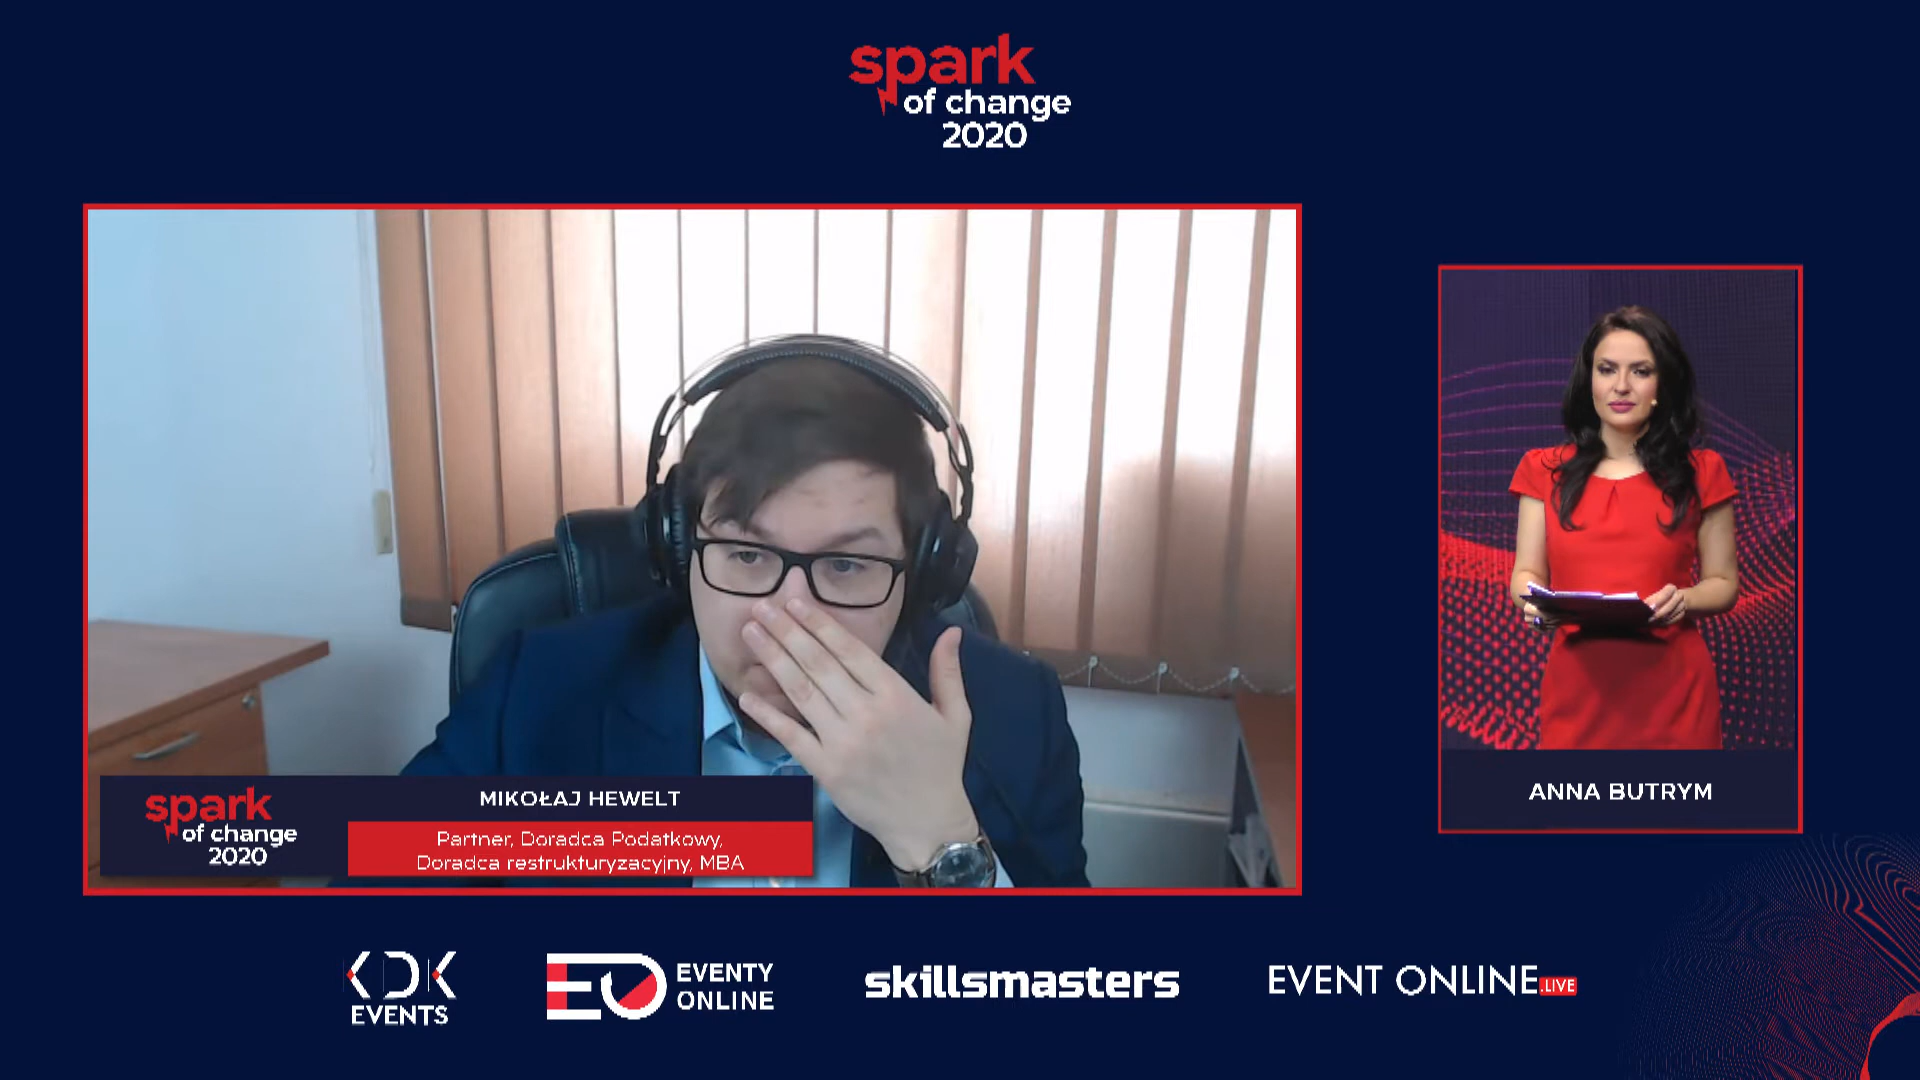 spark
of change
2020
MIKOŁAJ HEWELT
spark
of change
2020
Partner, Doradca Podatkowy,
Doradca restrukturyzacyjny, MBA
ANNA BUTRYM
KDK
EVENTS
EO
EVENTY
ONLINE
skillsmasters
EVENT ONLINE.LIVE